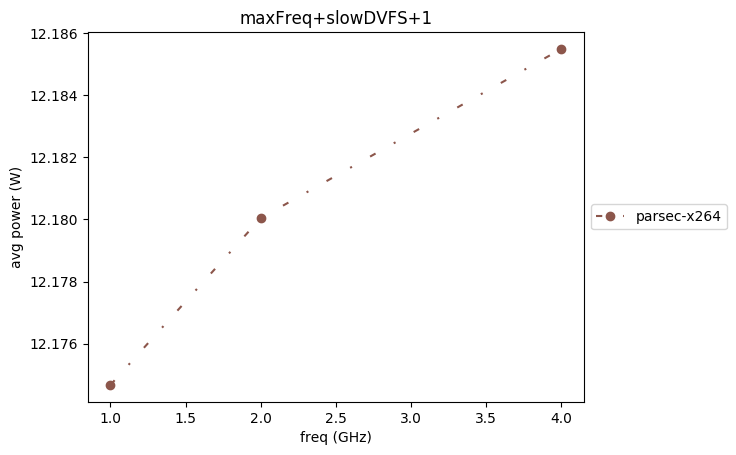 maxFreq+slowDVFS+1
12.186
12.184
12.182
12.180
12.178
12.176
avg power (W)
1.0 1.5 2.0 2.5 3.0 3.5 4.0
freq (GHz)
parsec-x264